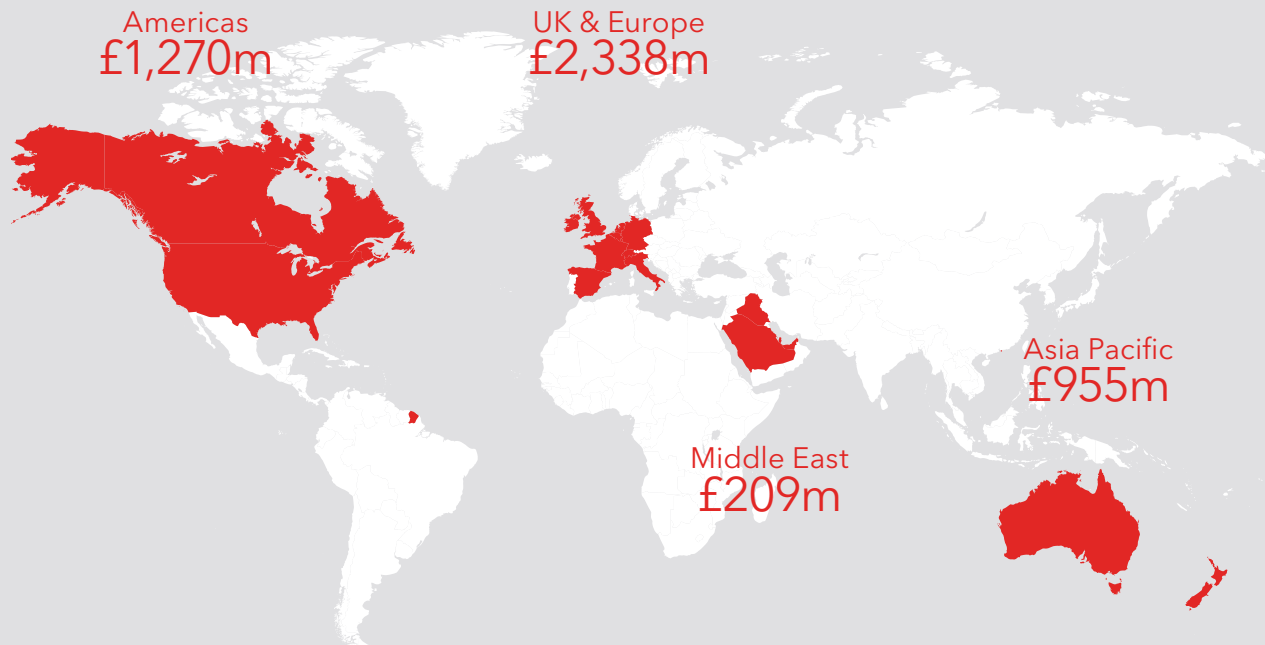 Americas
£1,270m
UK & Europe
£2,338m
Asia Pacific
£955m
Middle East
£209m